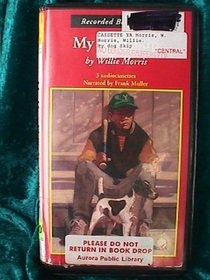 Recorded B
CASSETTE YA Morris, W.
Morris, Willie
My dog Skip
"CENTRAL"
My
by Willie Morris
3 audiocassettes
Narrated by Frank Muller
PLEASE DO NOT
RETURN IN BOOK DROP
Aurora Public Library